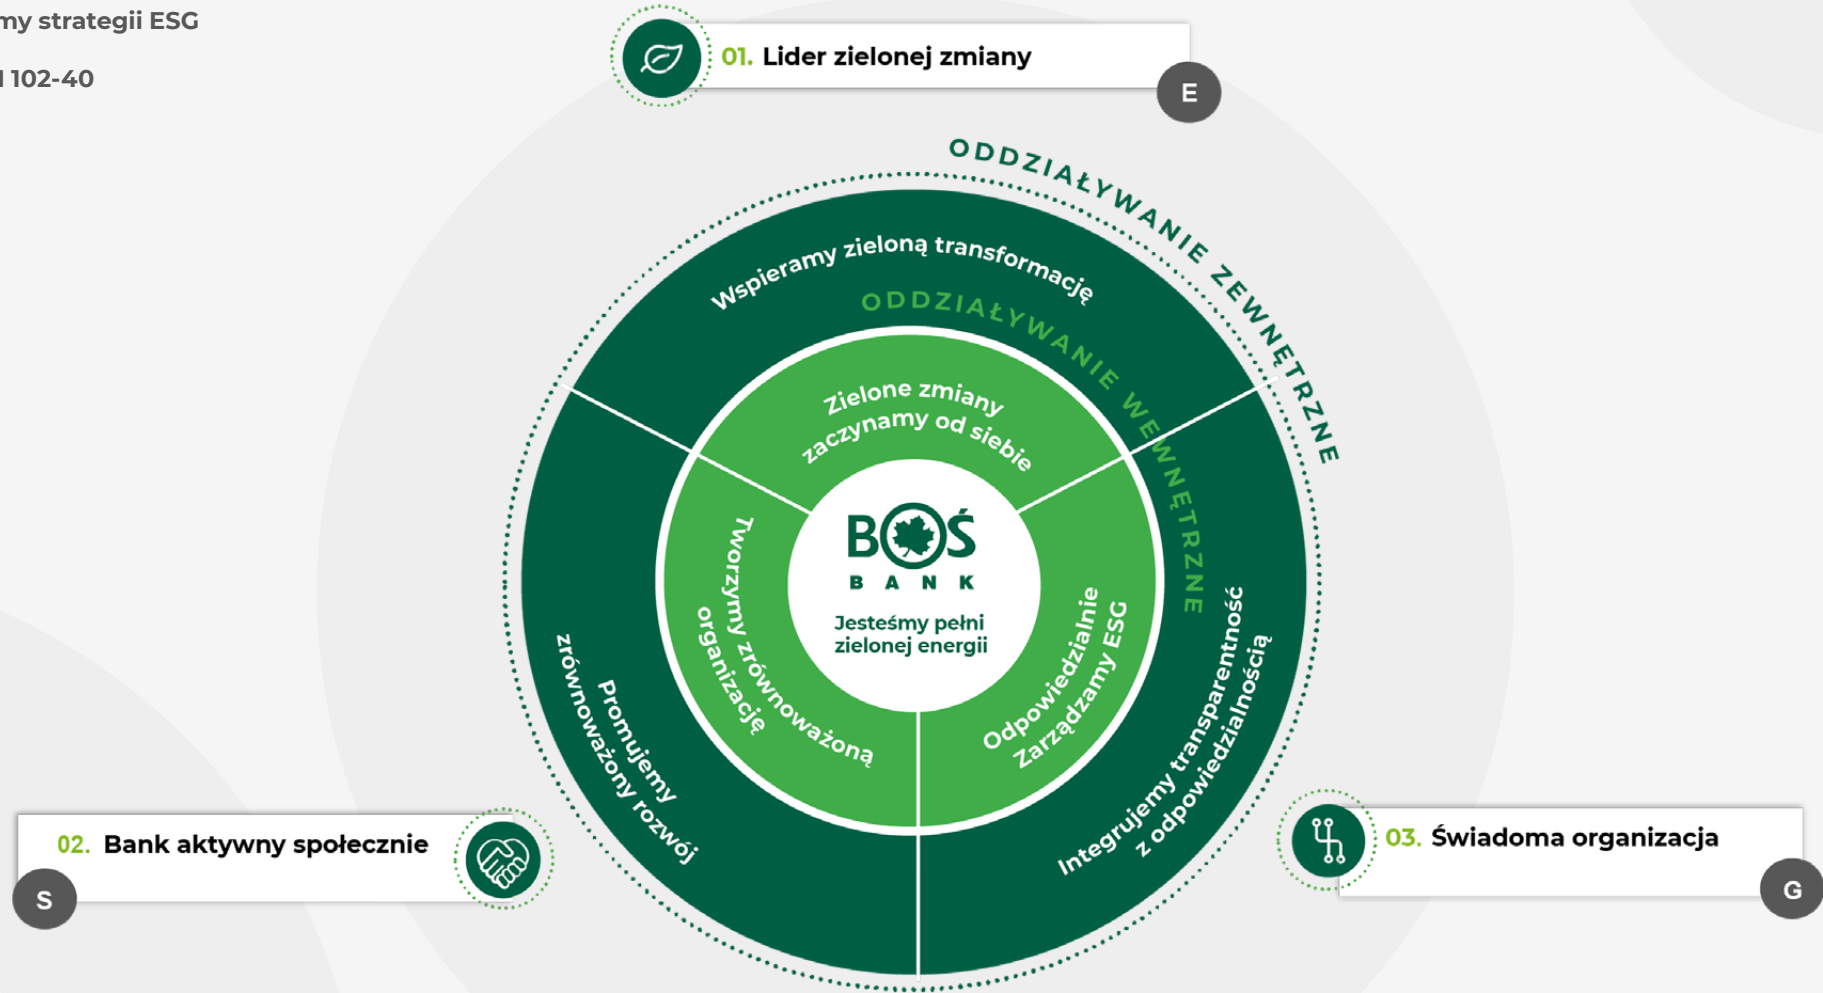 my strategii ESG
102-40
01. Lider zielonej zmiany
E
ODDZIAŁYWANIE ZEWNĘTRZNE
Wspieramy zieloną transformację
ODDZIAŁYWANIE WEWNĘTRZNE
Zielone zmiany
zaczynamy od siebie
BOŚ
BANK
Jesteśmy pełni
zielonej energii
Tworzymy zrównoważoną
organizację
Odpowiedzialnie
Zarządzamy ESG
Promujemy
zrównoważony rozwój
Integrujemy transparentność
z odpowiedzialnością
02. Bank aktywny społecznie
S
03. Świadoma organizacja
G